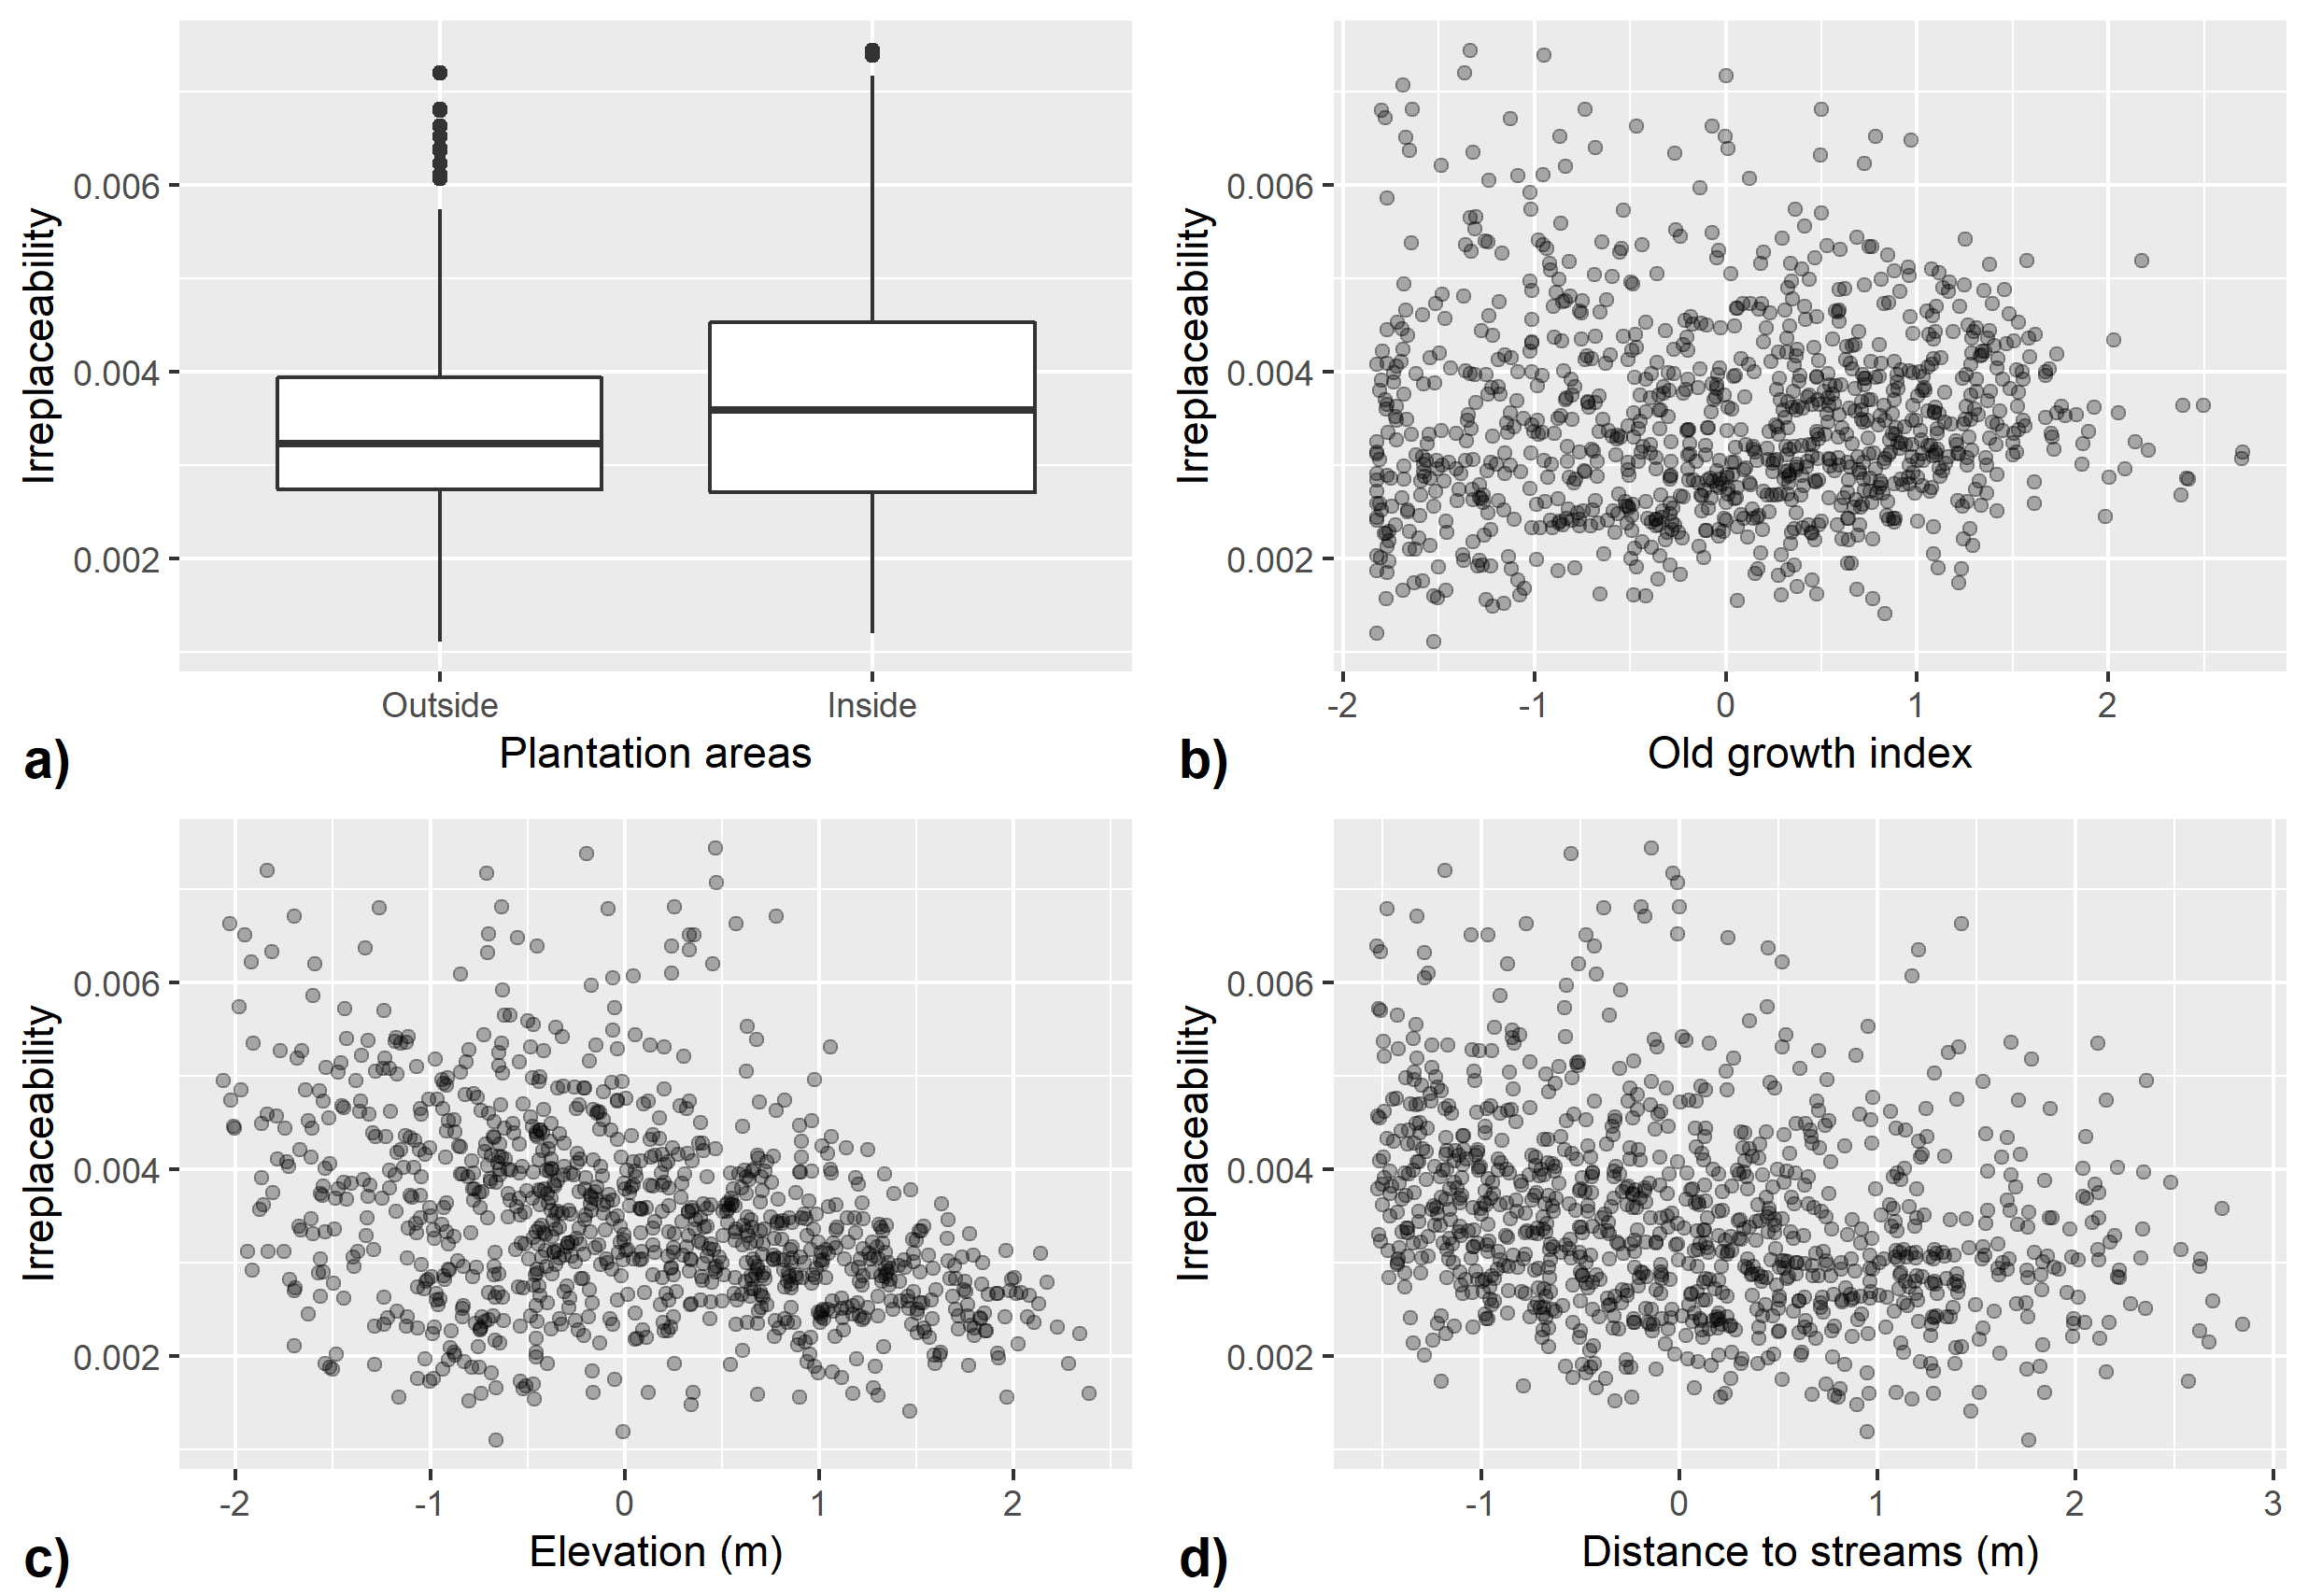 Irreplaceability
0.006
0.004
0.002
Outside
Inside
Plantation areas
a)
Irreplaceability
0.006
0.004
0.002
-2
-1
0
1
2
Old growth index
b)
Irreplaceability
0.006
0.004
0.002
-2
-1
0
1
2
Elevation (m)
c)
Irreplaceability
0.006
0.004
0.002
-1
0
1
2
3
Distance to streams (m)
d)